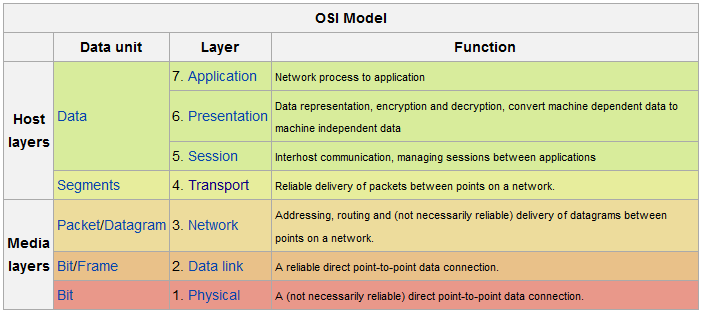 OSI Model
Data unit Layer Function
Host layers
Data
7. Application Network process to application
6. Presentation Data representation, encryption and decryption, convert machine dependent data to
machine independent data
5. Session Interhost communication, managing sessions between applications
Segments 4. Transport Reliable delivery of packets between points on a network.
Media layers
Packet/Datagram 3. Network Addressing, routing and (not necessarily reliable) delivery of datagrams between
points on a network.
Bit/Frame 2. Data link A reliable direct point-to-point data connection.
Bit 1. Physical A (not necessarily reliable) direct point-to-point data connection.